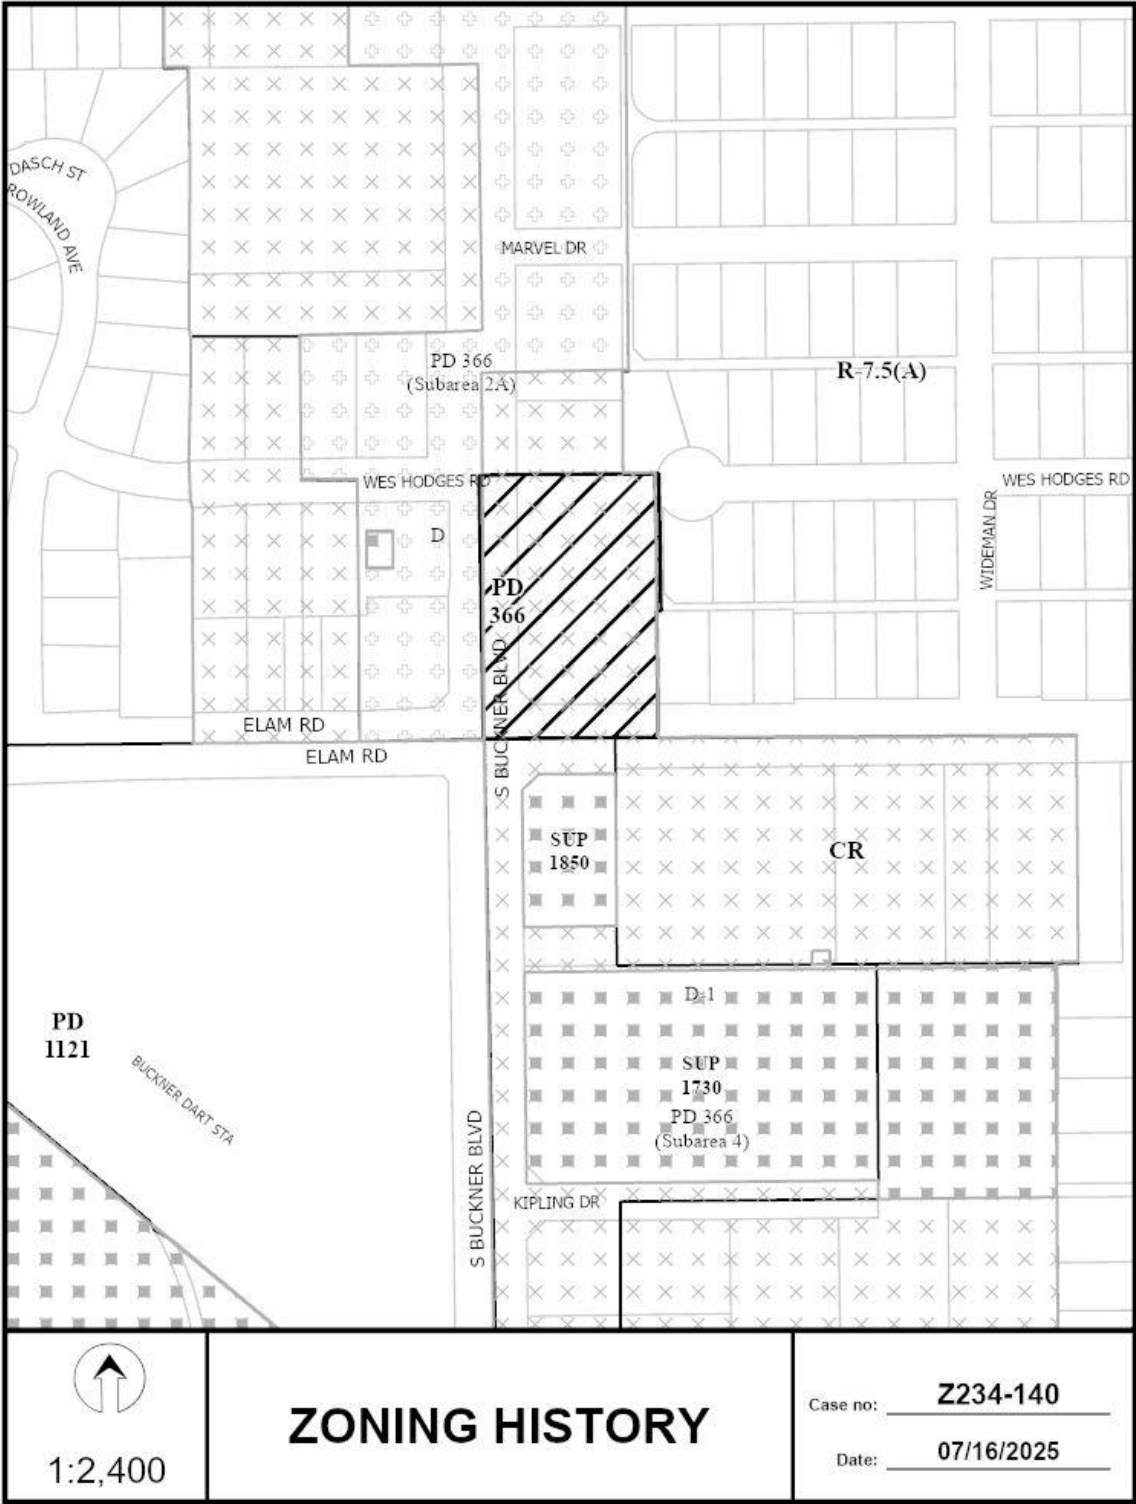 DASCH ST
ROWLAND AVE
MARVEL DR
PD 366
(Subarea 2A)
R-7.5(A)
WES HODGES RD
WES HODGES RD
WIDEMAN DR
D
PD
366
S BUCKNER BLVD
ELAM RD
ELAM RD
SUP
1850
CR
D-1
SUP
1730
PD 366
(Subarea 4)
PD
1121
BUCKNER DART STA
S BUCKNER BLVD
KIPLING DR
1:2,400
ZONING HISTORY
Case no: Z234-140
Date: 07/16/2025